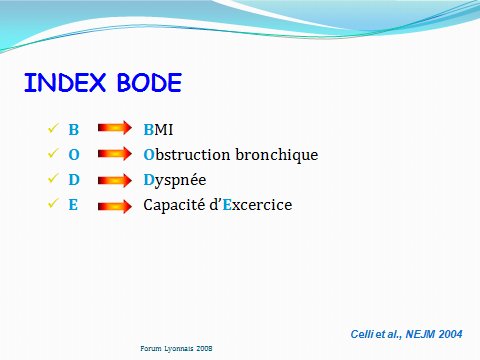 INDEX BODE
B BMI
O Obstruction bronchique
D Dyspnée
E Capacité d’Excercice
Celli et al., NEJM 2004
Forum Lyonnais 2008